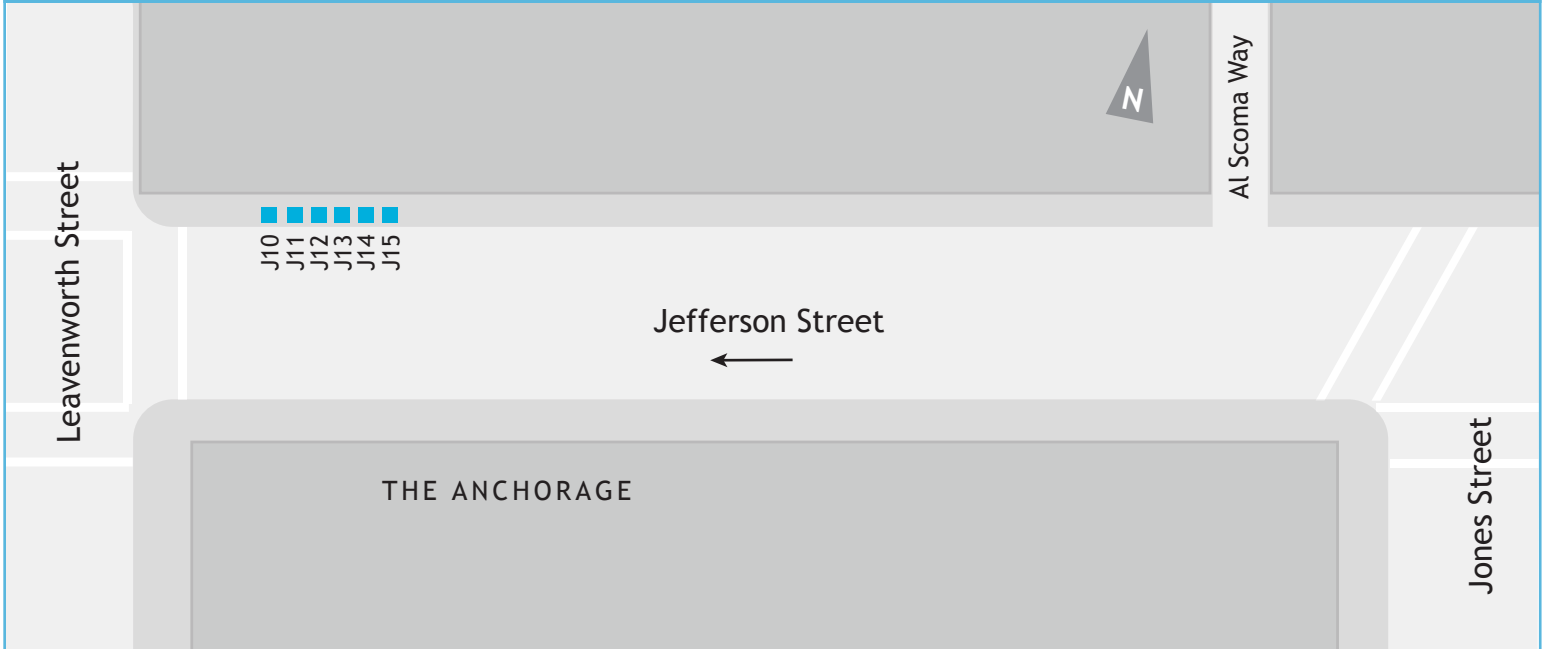 Al Scoma Way
N
Leavenworth Street
J10
J11
J12
J13
J14
J15
Jefferson Street
THE ANCHORAGE
Jones Street